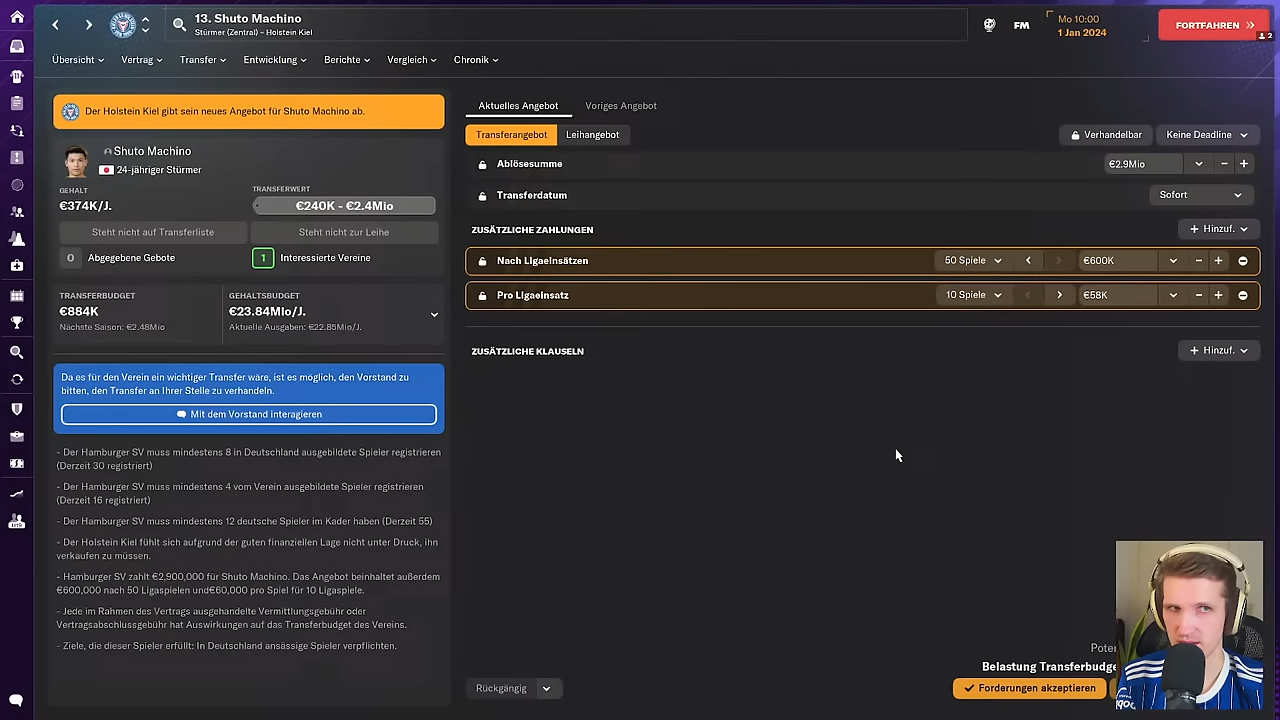 13. Shuto Machino
Stürmer (Zentral) – Holstein Kiel
FM
Mo 10:00
1 Jan 2024
FORTFAHREN
2
Übersicht
Vertrag
Transfer
Entwicklung
Berichte
Vergleich
Chronik
Der Holstein Kiel gibt sein neues Angebot für Shuto Machino ab.
Shuto Machino
24-jähriger Stürmer
GEHALT
€374K/J.
TRANSFERWERT
€240K - €2.4Mio
Steht nicht auf Transferliste
Steht nicht zur Leihe
0 Abgegebene Gebote
1 Interessierte Vereine
TRANSFERBUDGET
€884K
Nächste Saison: €2.48Mio
GEHALTSBUDGET
€23.84Mio/J.
Aktuelle Ausgaben: €22.85Mio/J.
Da es für den Verein ein wichtiger Transfer wäre, ist es möglich, den Vorstand zu
bitten, den Transfer an Ihrer Stelle zu verhandeln.
Mit dem Vorstand interagieren
- Der Hamburger SV muss mindestens 8 in Deutschland ausgebildete Spieler registrieren
(Derzeit 30 registriert)
- Der Hamburger SV muss mindestens 4 vom Verein ausgebildete Spieler registrieren
(Derzeit 16 registriert)
- Der Hamburger SV muss mindestens 12 deutsche Spieler im Kader haben (Derzeit 55)
- Der Holstein Kiel fühlt sich aufgrund der guten finanziellen Lage nicht unter Druck, ihn
verkaufen zu müssen.
- Hamburger SV zahlt €2,900,000 für Shuto Machino. Das Angebot beinhaltet außerdem
€600,000 nach 50 Ligaspielen und€60,000 pro Spiel für 10 Ligaspiele.
- Jede im Rahmen des Vertrags ausgehandelte Vermittlungsgebühr oder
Vertragsabschlussgebühr hat Auswirkungen auf das Transferbudget des Vereins.
- Ziele, die dieser Spieler erfüllt: In Deutschland ansässige Spieler verpflichten.
Aktuelles Angebot
Voriges Angebot
Transferangebot
Leihangebot
Verhandelbar
Keine Deadline
Ablösesumme
€2.9Mio
Transferdatum
Sofort
ZUSÄTZLICHE ZAHLUNGEN
+ Hinzuf.
Nach Ligaeinsätzen
50 Spiele
€600K
Pro Ligaeinsatz
10 Spiele
€58K
ZUSÄTZLICHE KLAUSELN
+ Hinzuf.
Rückgängig
Belastung Transferbudge
Forderungen akzeptieren